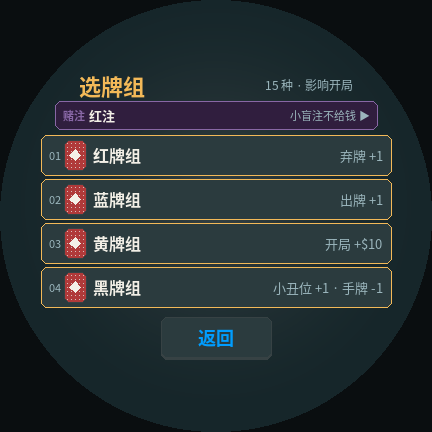 选牌组 15 种 · 影响开局
赌注 红注 小盲注不给钱 ▶
01 红牌组 弃牌 +1
02 蓝牌组 出牌 +1
03 黄牌组 开局 +$10
04 黑牌组 小丑位 +1 · 手牌 -1
返回